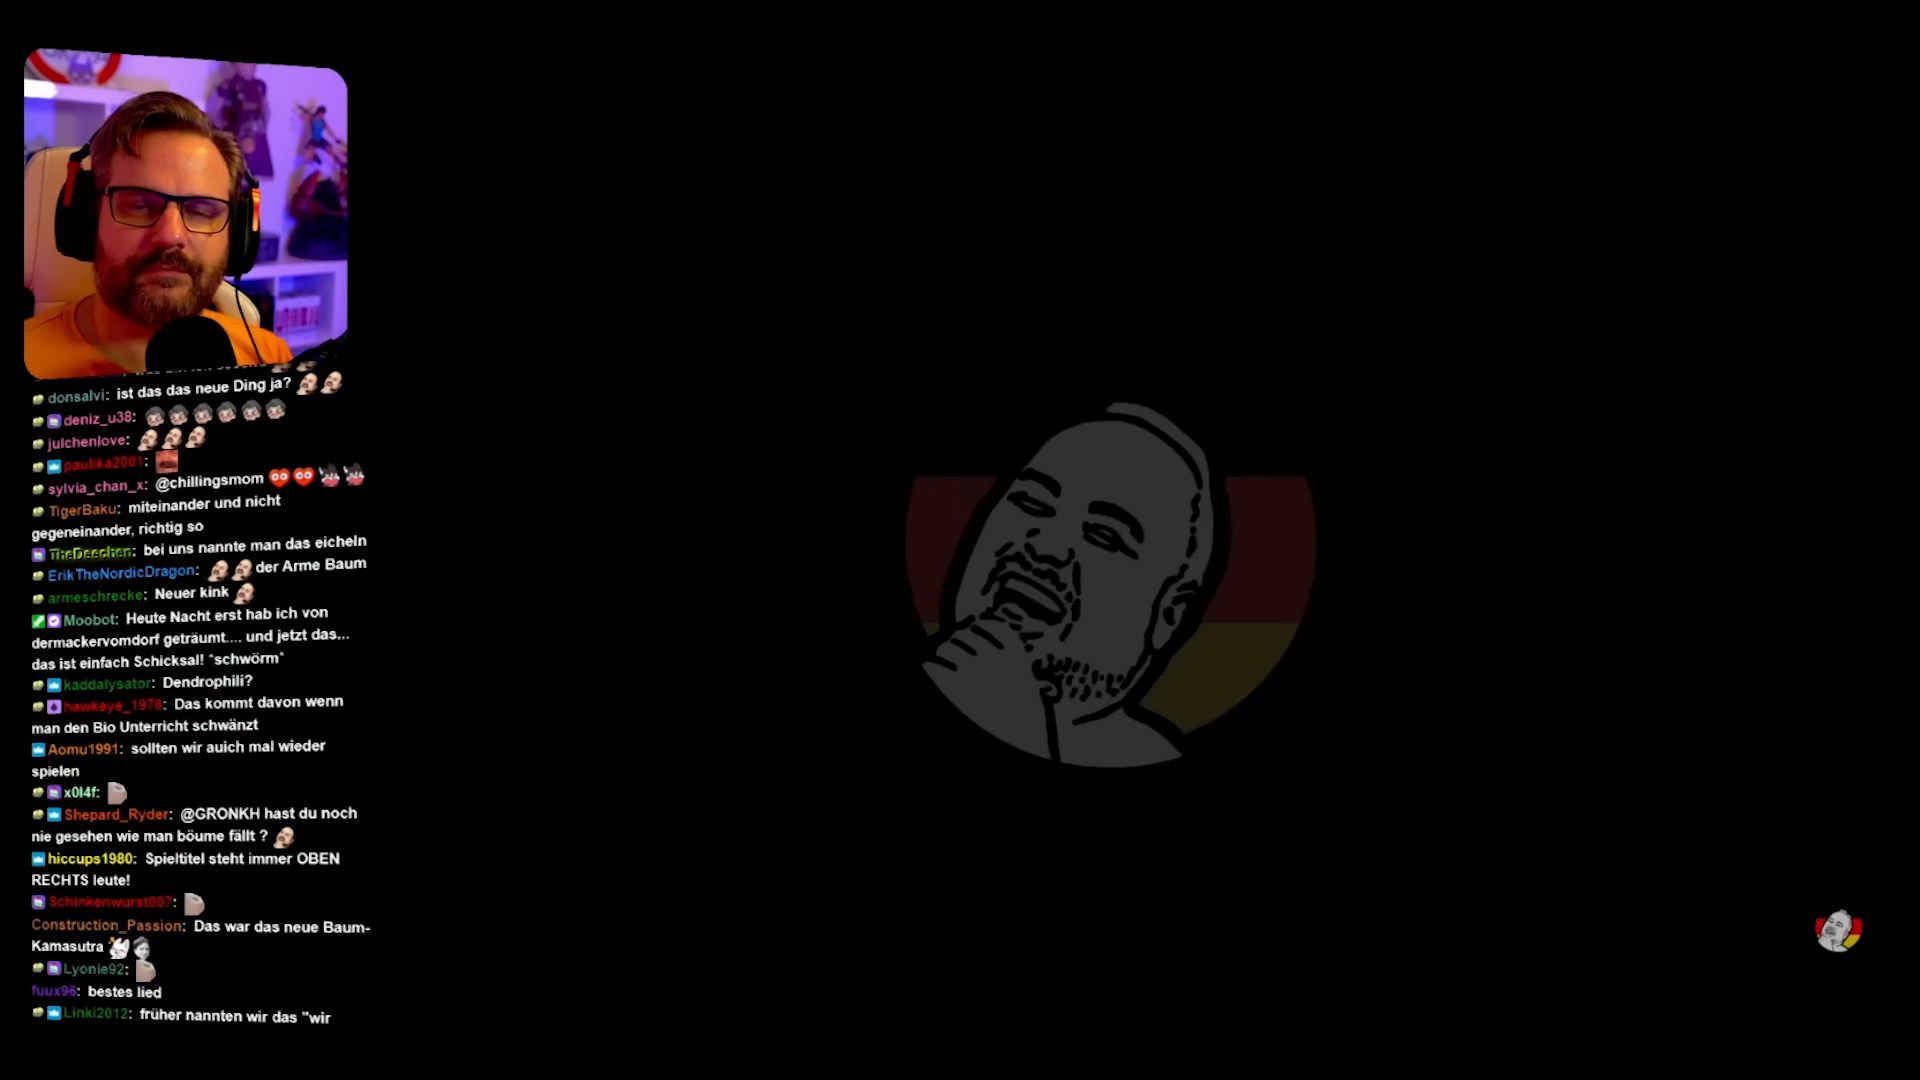 donsalvi: ist das das neue Ding ja?
deniz_u38:
julchenlove:
paulika2001:
sylvia_chan_x: @chillingsmom
TigerBaku: miteinander und nicht
gegeneinander, richtig so
TheDeechen: bei uns nannte man das eicheln
ErikTheNordicDragon: der Arme Baum
armeschrecke: Neuer kink
Moobot: Heute Nacht erst hab ich von
dermackervomdorf geträumt.... und jetzt das...
das ist einfach Schicksal! *schwörm*
kaddalysator: Dendrophili?
hawkeye_1976: Das kommt davon wenn
man den Bio Unterricht schwänzt
Aomu1991: sollten wir auich mal wieder
spielen
x0l4f:
Shepard_Ryder: @GRONKH hast du noch
nie gesehen wie man böume fällt ?
hiccups1980: Spieltitel steht immer OBEN
RECHTS leute!
Schinkenwurst007:
Construction_Passion: Das war das neue Baum-
Kamasutra
Lyonie92:
fuux96: bestes lied
Linki2012: früher nannten wir das "wir